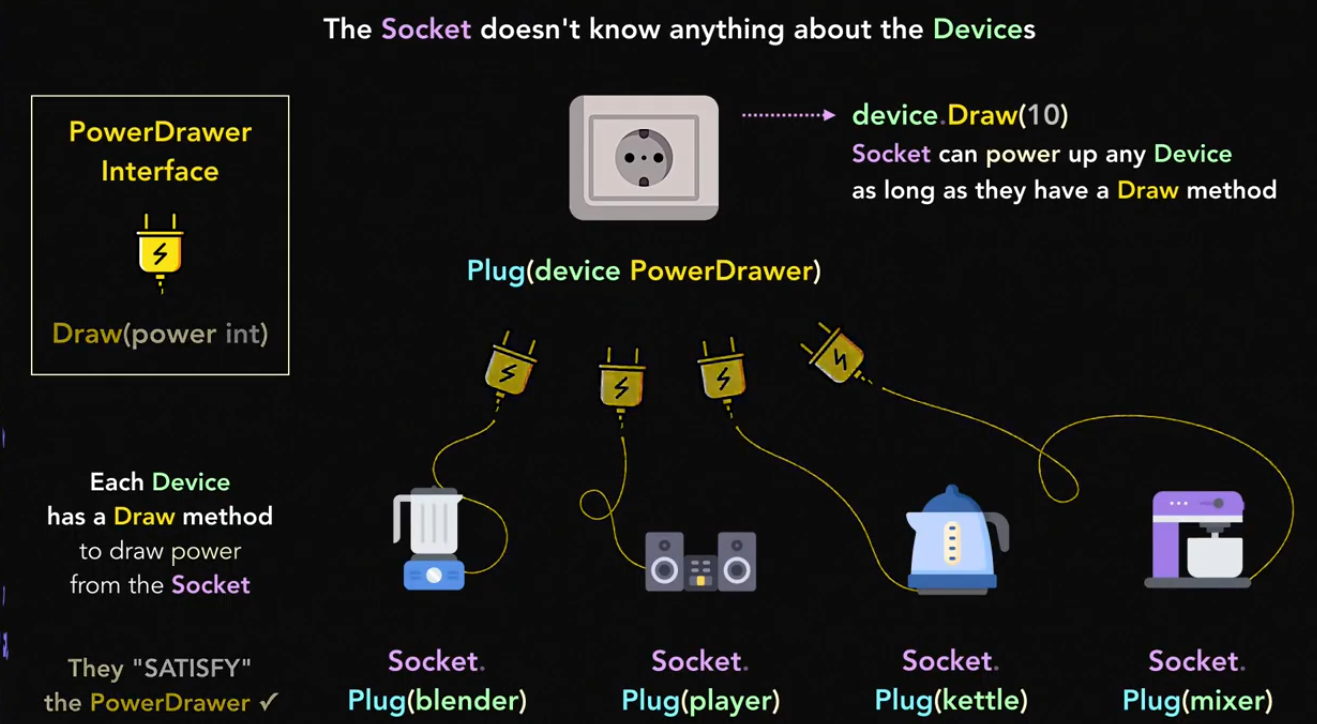 The Socket doesn't know anything about the Devices
PowerDrawer
Interface
Draw(power int)
device.Draw(10)
Socket can power up any Device
as long as they have a Draw method
Plug(device PowerDrawer)
Each Device
has a Draw method
to draw power
from the Socket
They "SATISFY"
the PowerDrawer ✓
Socket.
Plug(blender)
Socket.
Plug(player)
Socket.
Plug(kettle)
Socket.
Plug(mixer)